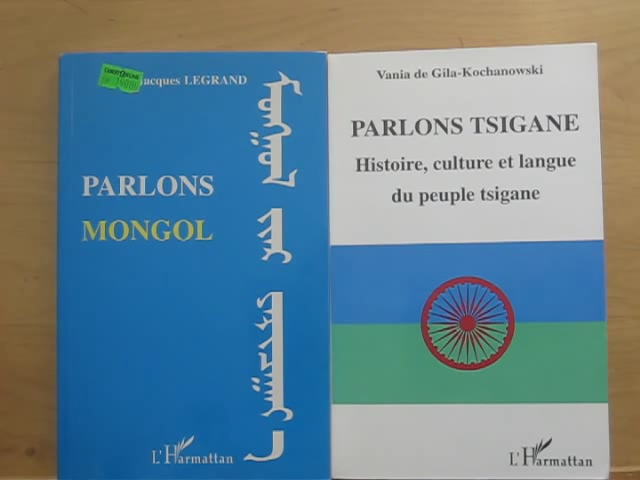 Jacques LEGRAND
PARLONS
MONGOL
L'Harmattan
Vania de Gila-Kochanowski
PARLONS TSIGANE
Histoire, culture et langue
du peuple tsigane
L'Harmattan